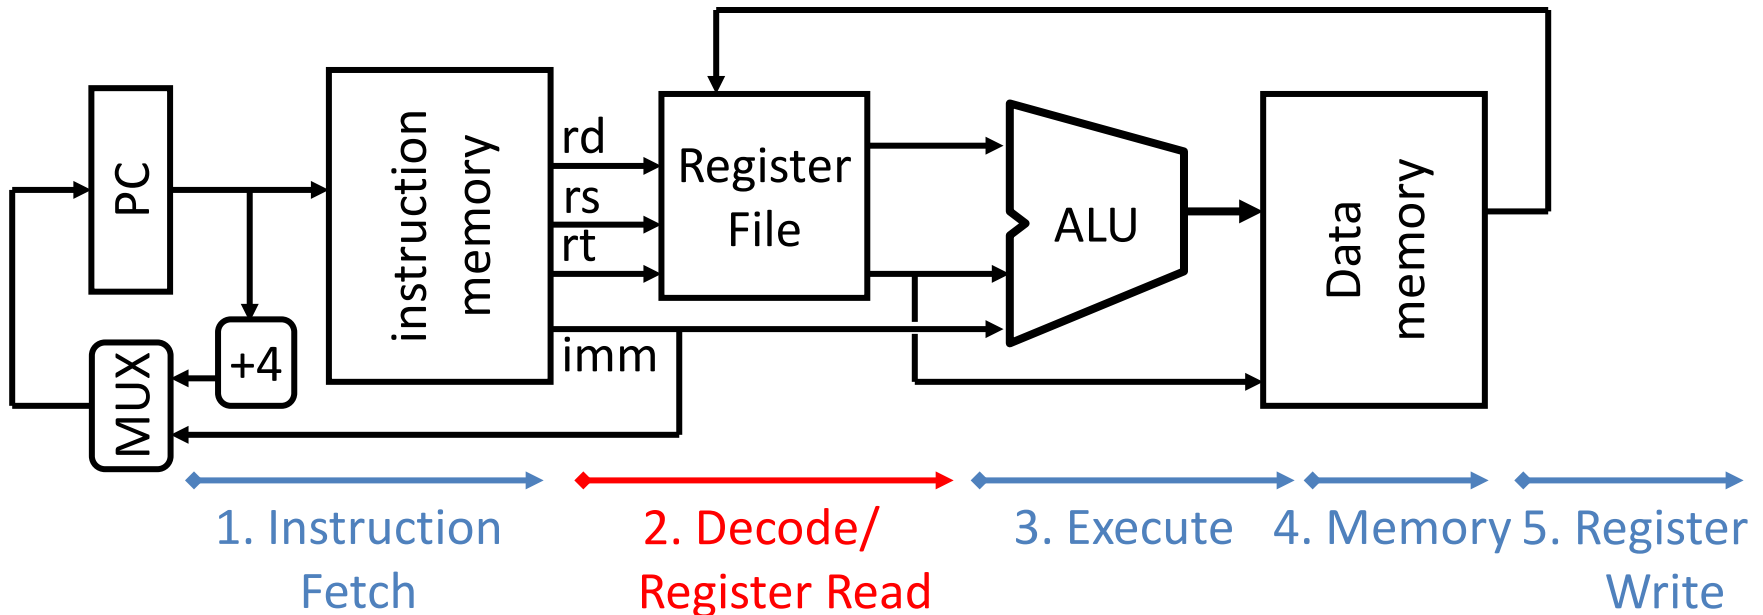 PC
MUX
+4
instruction
memory
rd
rs
rt
imm
Register
File
ALU
Data
memory
1. Instruction
Fetch
2. Decode/
Register Read
3. Execute
4. Memory
5. Register
Write